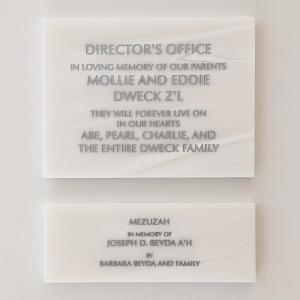 DIRECTOR'S OFFICE
IN LOVING MEMORY OF OUR PARENTS
MOLLIE AND EDDIE
DWECK Z'L
THEY WILL FOREVER LIVE ON
IN OUR HEARTS
ABE, PEARL, CHARLIE, AND
THE ENTIRE DWECK FAMILY
MEZUZAH
IN MEMORY OF
JOSEPH D. BEYDA A'H
BY
BARBARA BEYDA AND FAMILY